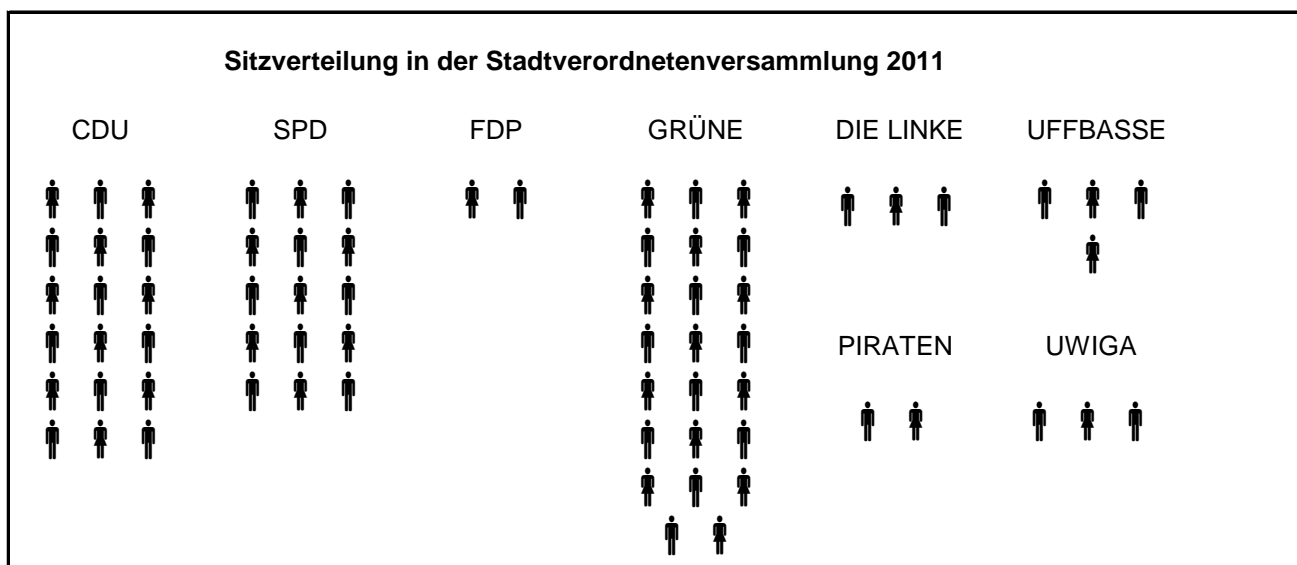 Sitzverteilung in der Stadtverordnetenversammlung 2011
CDU SPD FDP GRÜNE DIE LINKE UFFBASSE
PIRATEN UWIGA